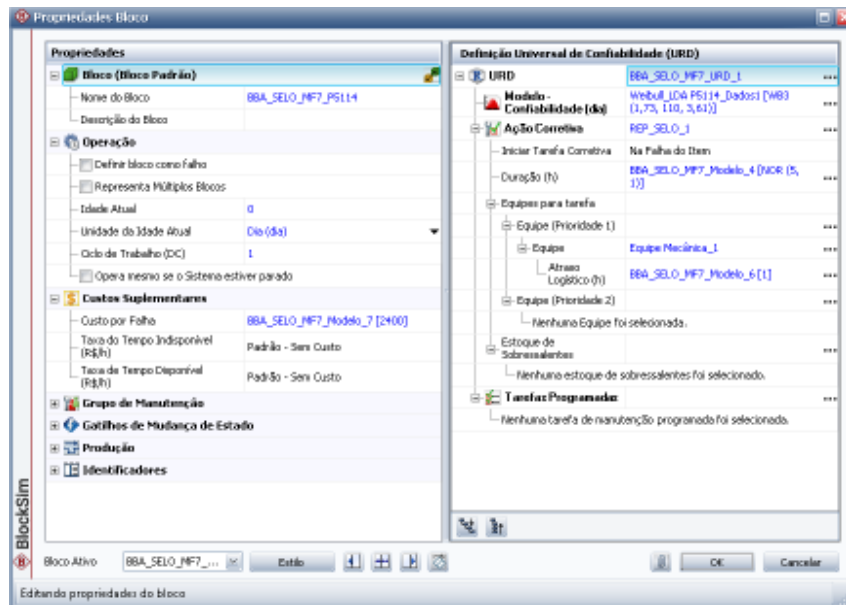 Propriedades Bloco
Propriedades
Bloco (Bloco Padrão)
Nome do Bloco BBA_SELO_MF7_PS114
Descrição do Bloco
Operação
Definir bloco como falho
Representa Múltiplos Blocos
Idade Atual 0
Unidade da Idade Atual Dia (dia)
Ciclo de Trabalho (DC) 1
Opera mesmo se o Sistema estiver parado
Custos Suplementares
Custo por Falha BBA_SELO_MF7_Modelo_7 [2400]
Taxa do Tempo Indisponível
(R$/h) Padrão - Sem Custo
Taxa de Tempo Disponível
(R$/h) Padrão - Sem Custo
Grupo de Manutenção
Gatilhos de Mudança de Estado
Produção
Identificadores
Definição Universal de Confiabilidade (URD)
URD BBA_SELO_MF7_URD_1 ...
Modelo - Weibull_LDA PS114_Dados1 [WB3
Confiabilidade (dia) (1,73, 110, 3,61)] ...
Ação Corretiva REP_SELO_1 ...
Iniciar Tarefa Corretiva Na Falha do Item
Duração (h) BBA_SELO_MF7_Modelo_4 [NOR (5,
1)] ...
Equipes para tarefa
Equipe (Prioridade 1) ...
Equipe Equipe Mecânica_1 ...
Atraso
Logístico (h) BBA_SELO_MF7_Modelo_6 [1] ...
Equipe (Prioridade 2) ...
Nenhuma Equipe foi selecionada.
Estoque de
Sobressalentes ...
Nenhuma estoque de sobressalentes foi selecionado.
Tarefas Programadas ...
Nenhuma tarefa de manutenção programada foi selecionada.
BlockSim
Bloco Ativo BBA_SELO_MF7_... Estilo OK Cancelar
Editando propriedades do bloco